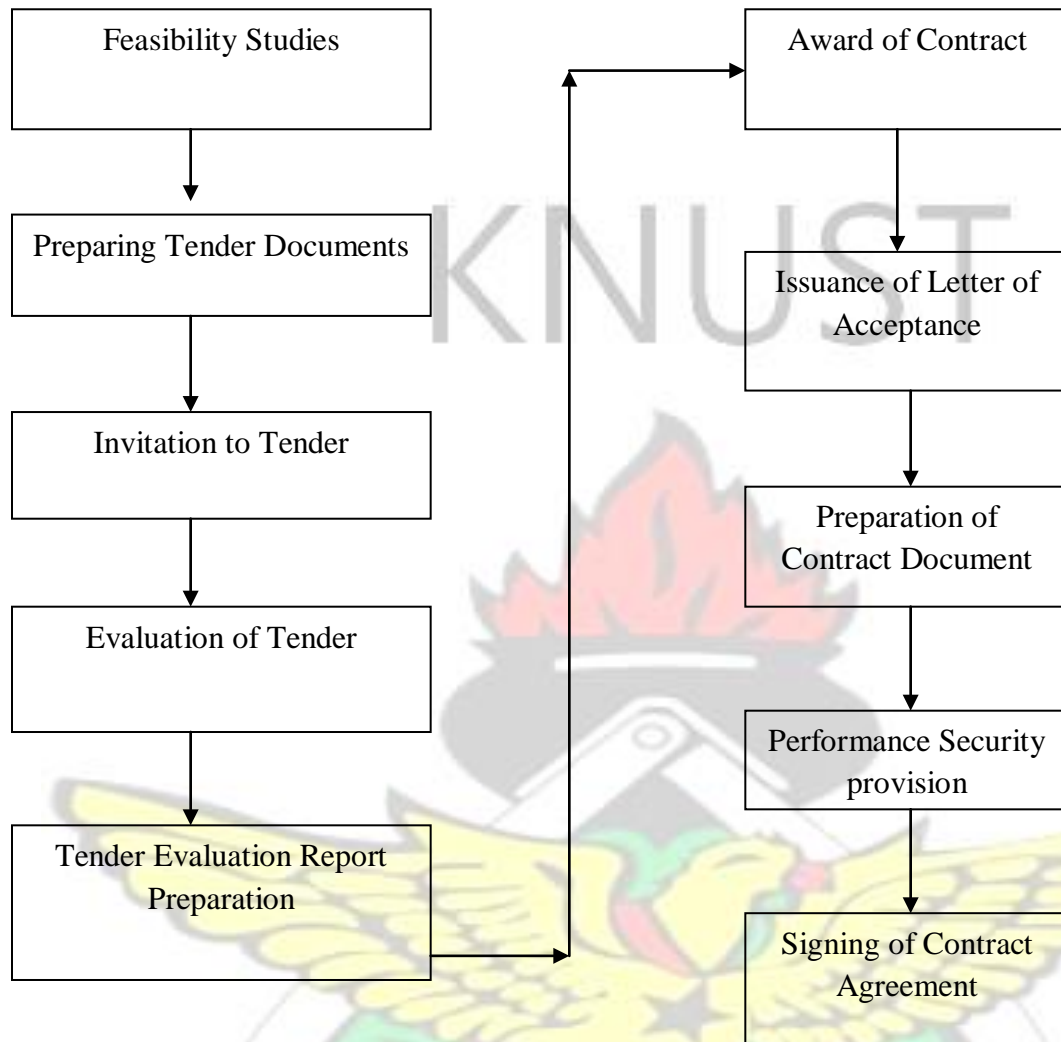 Feasibility Studies
Preparing Tender Documents
Invitation to Tender
Evaluation of Tender
Tender Evaluation Report
Preparation
Award of Contract
Issuance of Letter of
Acceptance
Preparation of
Contract Document
Performance Security
provision
Signing of Contract
Agreement
KNUST